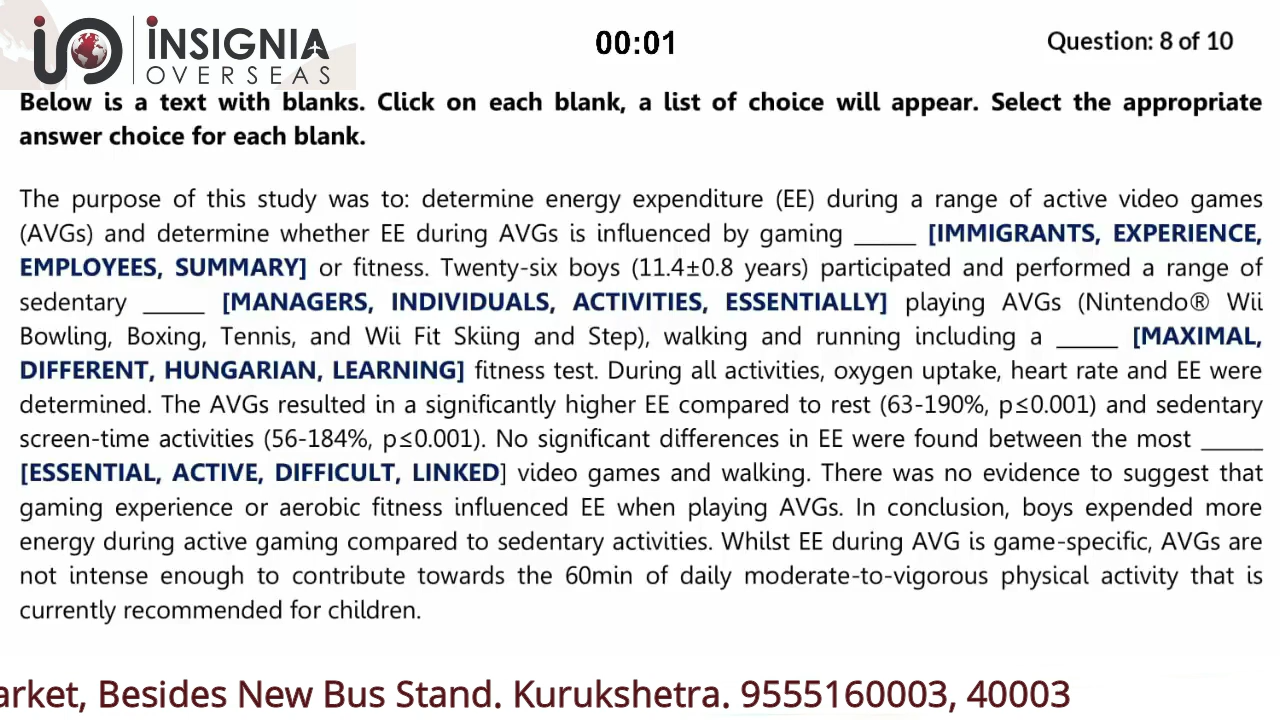 INSIGNIA
OVERSEAS
00:01
Question: 8 of 10
Below is a text with blanks. Click on each blank, a list of choice will appear. Select the appropriate
answer choice for each blank.
The purpose of this study was to: determine energy expenditure (EE) during a range of active video games
(AVGs) and determine whether EE during AVGs is influenced by gaming _____ [IMMIGRANTS, EXPERIENCE,
EMPLOYEES, SUMMARY] or fitness. Twenty-six boys (11.4±0.8 years) participated and performed a range of
sedentary _____ [MANAGERS, INDIVIDUALS, ACTIVITIES, ESSENTIALLY] playing AVGs (Nintendo® Wii
Bowling, Boxing, Tennis, and Wii Fit Skiing and Step), walking and running including a _____ [MAXIMAL,
DIFFERENT, HUNGARIAN, LEARNING] fitness test. During all activities, oxygen uptake, heart rate and EE were
determined. The AVGs resulted in a significantly higher EE compared to rest (63-190%, p≤0.001) and sedentary
screen-time activities (56-184%, p≤0.001). No significant differences in EE were found between the most _____
[ESSENTIAL, ACTIVE, DIFFICULT, LINKED] video games and walking. There was no evidence to suggest that
gaming experience or aerobic fitness influenced EE when playing AVGs. In conclusion, boys expended more
energy during active gaming compared to sedentary activities. Whilst EE during AVG is game-specific, AVGs are
not intense enough to contribute towards the 60min of daily moderate-to-vigorous physical activity that is
currently recommended for children.
arket, Besides New Bus Stand. Kurukshetra. 9555160003, 40003